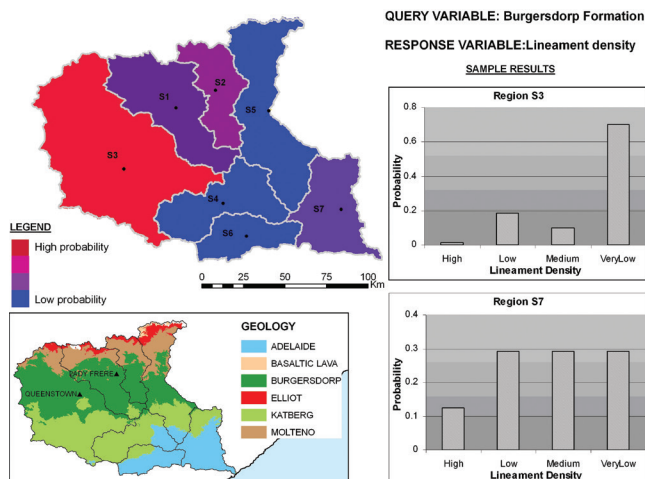 QUERY VARIABLE: Burgersdorp Formation
RESPONSE VARIABLE:Lineament density
SAMPLE RESULTS
S1
S2
S5
S3
S4
S7
S6
LEGEND
High probability
Low probability
0 25 50 75 100
Km
Region S3
Probability
0.8
0.6
0.4
0.2
0
High Low Medium VeryLow
Lineament Density
GEOLOGY
ADELAIDE
BASALTIC LAVA
BURGERSDORP
ELLIOT
KATBERG
MOLTENO
LADY FRERE
QUEENSTOWN
Region S7
Probability
0.4
0.3
0.2
0.1
0
High Low Medium VeryLow
Lineament Density